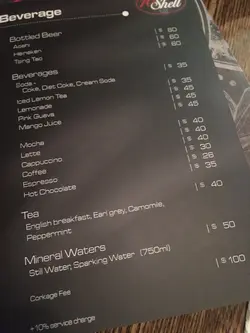 Shell
Beverage
Bottled Beer
Asahi | $ 60
Heineken | $ 60
Tsing Tao | $ 60
Beverages
Soda - | $ 35
Coke, Diet Coke, Cream Soda
Iced Lemon Tea | $ 35
Lemonade | $ 45
Pink Guava | $ 45
Mango Juice | $ 45
Mocha | $ 40
Latte | $ 40
Cappuccino | $ 40
Coffee | $ 30
Espresso | $ 26
Hot Chocolate | $ 35
Tea | $ 40
English breakfast, Earl grey, Camomile,
Peppermint
Mineral Waters | $ 50
Still Water, Sparking Water (750ml)
Corkage Fee | $ 100
+10% service charge